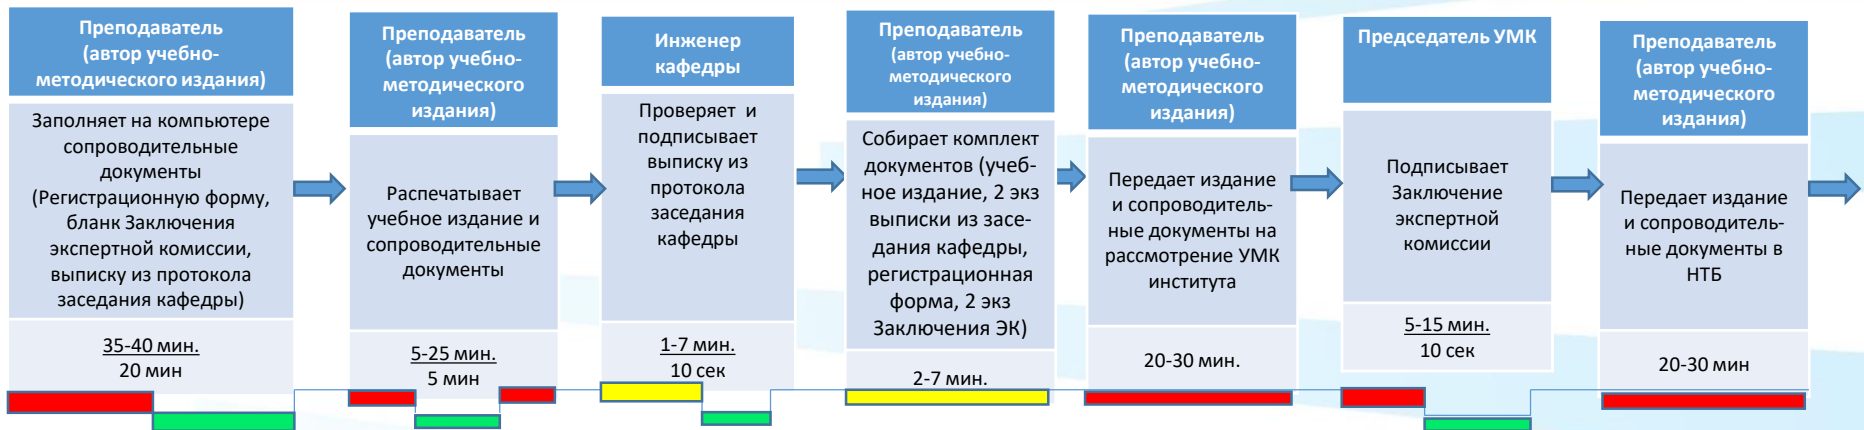 Преподаватель
(автор учебно-
методического издания)
Заполняет на компьютере
сопроводительные
документы
(Регистрационную форму,
бланк Заключения
экспертной комиссии,
выписку из протокола
заседания кафедры)
35-40 мин.
20 мин
Преподаватель
(автор учебно-
методического
издания)
Распечатывает
учебное издание и
сопроводительные
документы
5-25 мин.
5 мин
Инженер
кафедры
Проверяет и
подписывает
выписку из
протокола
заседания
кафедры
1-7 мин.
10 сек
Преподаватель
(автор учебно-
методического
издания)
Собирает комплект
документов (учеб-
ное издание, 2 экз
выписки из засе-
дания кафедры,
регистрационная
форма, 2 экз
Заключения ЭК)
2-7 мин.
Преподаватель
(автор учебно-
методического
издания)
Передает издание
и сопроводитель-
ные документы на
рассмотрение УМК
института
20-30 мин.
Председатель УМК
Подписывает
Заключение
экспертной
комиссии
5-15 мин.
10 сек
Преподаватель
(автор учебно-
методического
издания)
Передает издание
и сопроводитель-
ные документы в
НТБ
20-30 мин